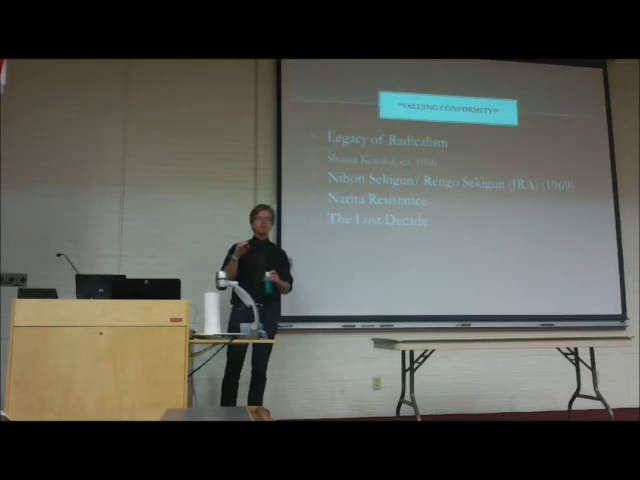 "VALUING CONFORMITY?"
Legacy of Radicalism
Nihon Sekigun / Rengo Sekigun (JRA) (1969)
Narita Resistance
The Lost Decade